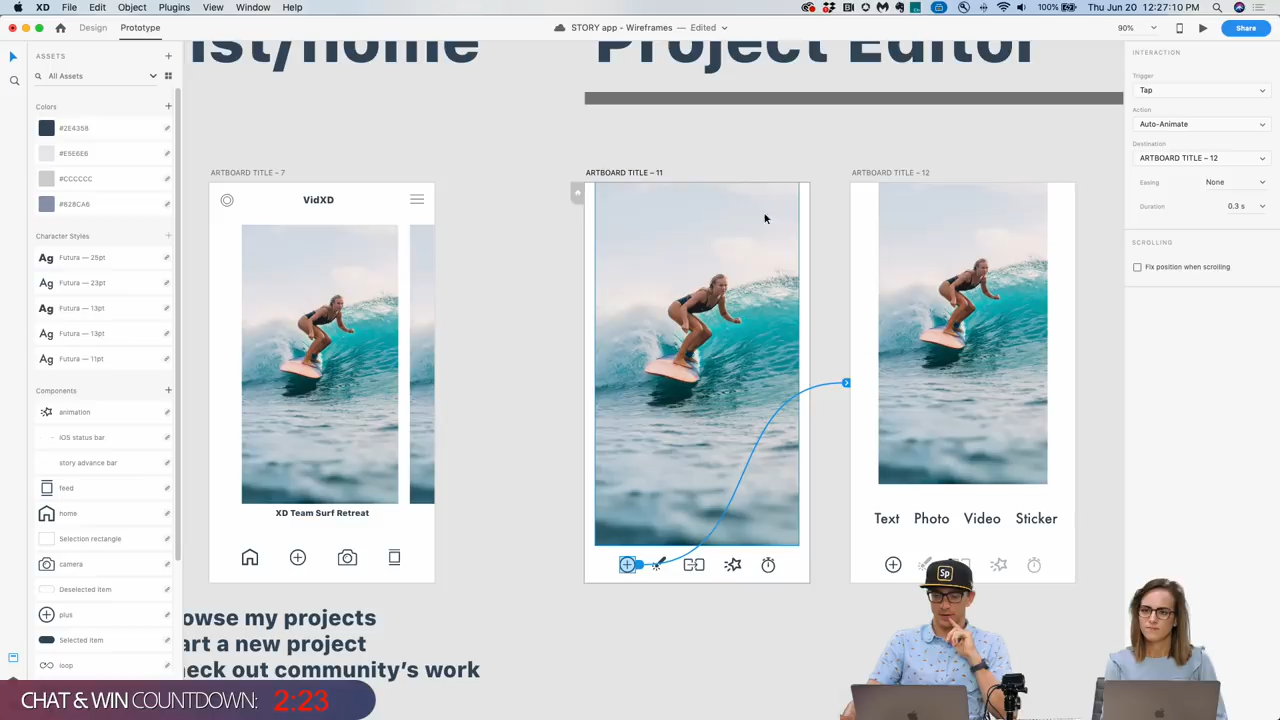 XD File Edit Object Plugins View Window Help
100% Thu Jun 20 12:27:10 PM
Design Prototype
STORY app - Wireframes — Edited
90%
Share
ASSETS
All Assets
Colors
#2E4358
#E5E6E6
#CCCCCC
#828CA6
Character Styles
Ag Futura — 25pt
Ag Futura — 23pt
Ag Futura — 13pt
Ag Futura — 13pt
Ag Futura — 11pt
Components
animation
iOS status bar
story advance bar
feed
home
Selection rectangle
camera
Deselected item
plus
Selected item
loop
ist/home
Project Editor
ARTBOARD TITLE – 7
VidXD
XD Team Surf Retreat
ARTBOARD TITLE – 11
ARTBOARD TITLE – 12
Text Photo Video Sticker
owse my projects
art a new project
eck out community's work
INTERACTION
Trigger
Tap
Action
Auto-Animate
Destination
ARTBOARD TITLE – 12
Easing None
Duration 0.3 s
SCROLLING
Fix position when scrolling
Sp
CHAT & WIN COUNTDOWN: 2:23